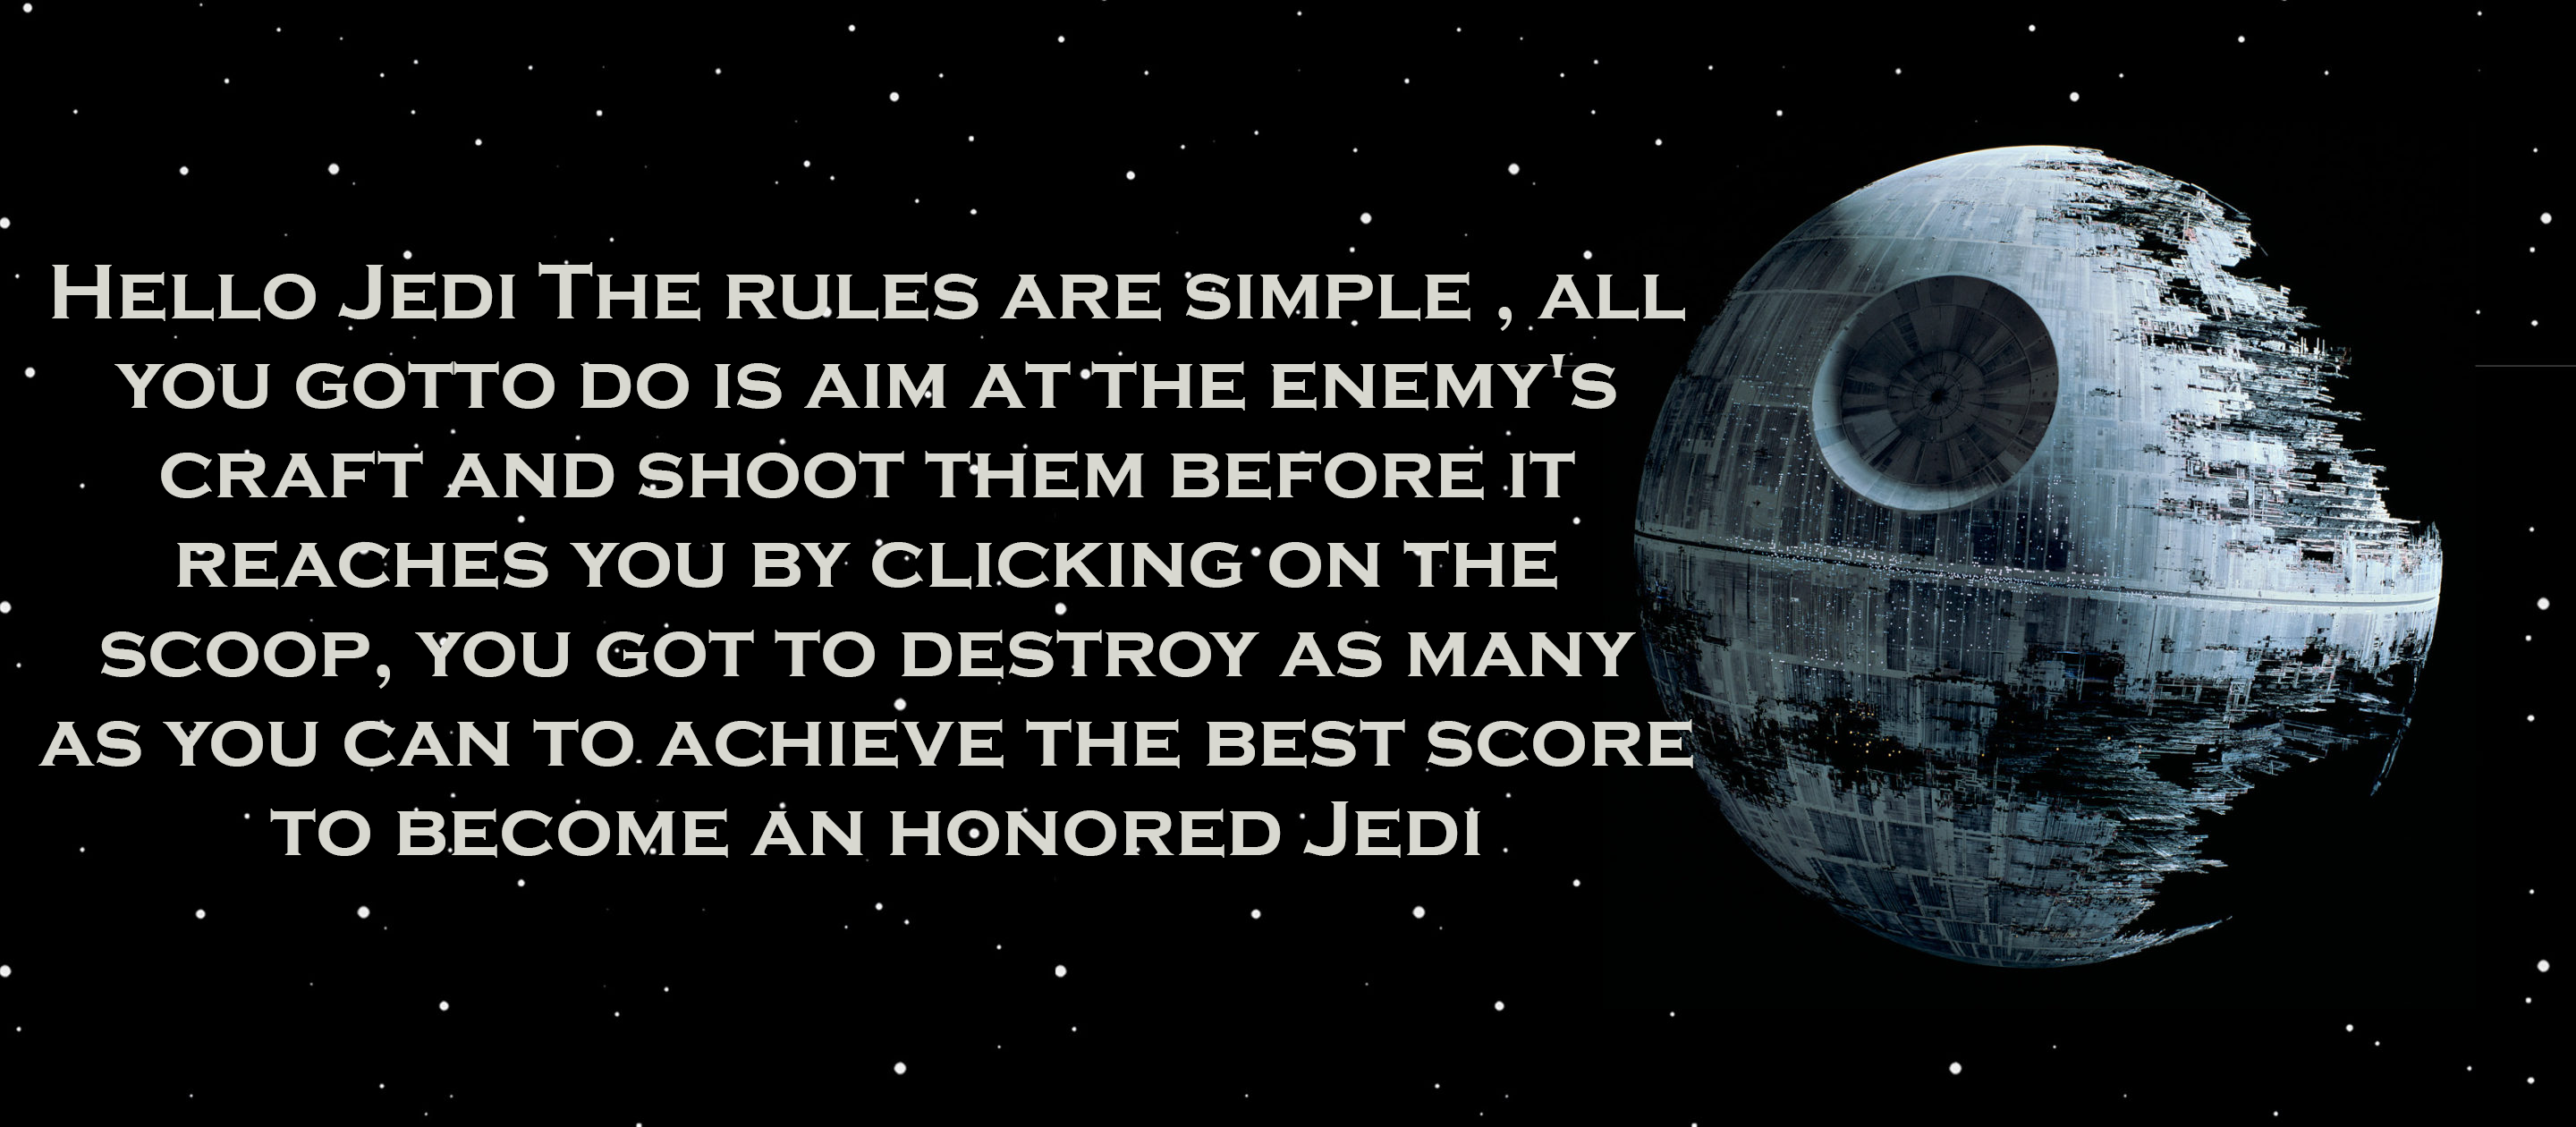 Hello Jedi The rules are simple , all
you gotto do is aim at the enemy's
craft and shoot them before it
reaches you by clicking on the
scoop, you got to destroy as many
as you can to achieve the best score
to become an honored Jedi